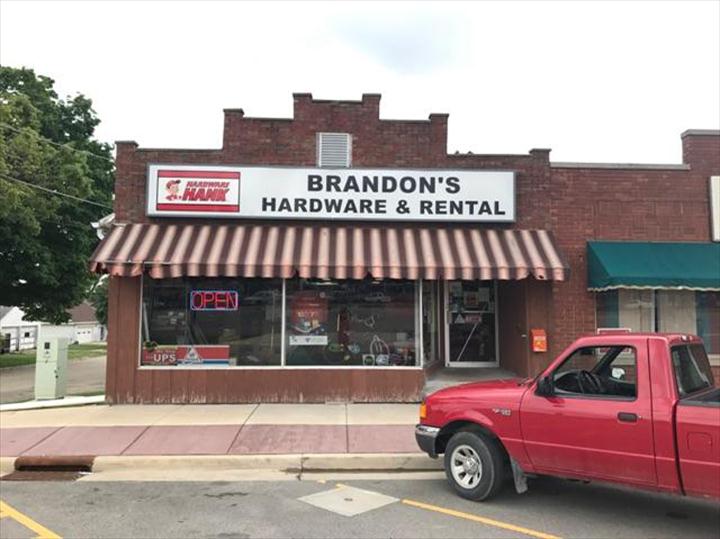 HARDWARE
HANK
BRANDON'S
HARDWARE & RENTAL
OPEN
UPS